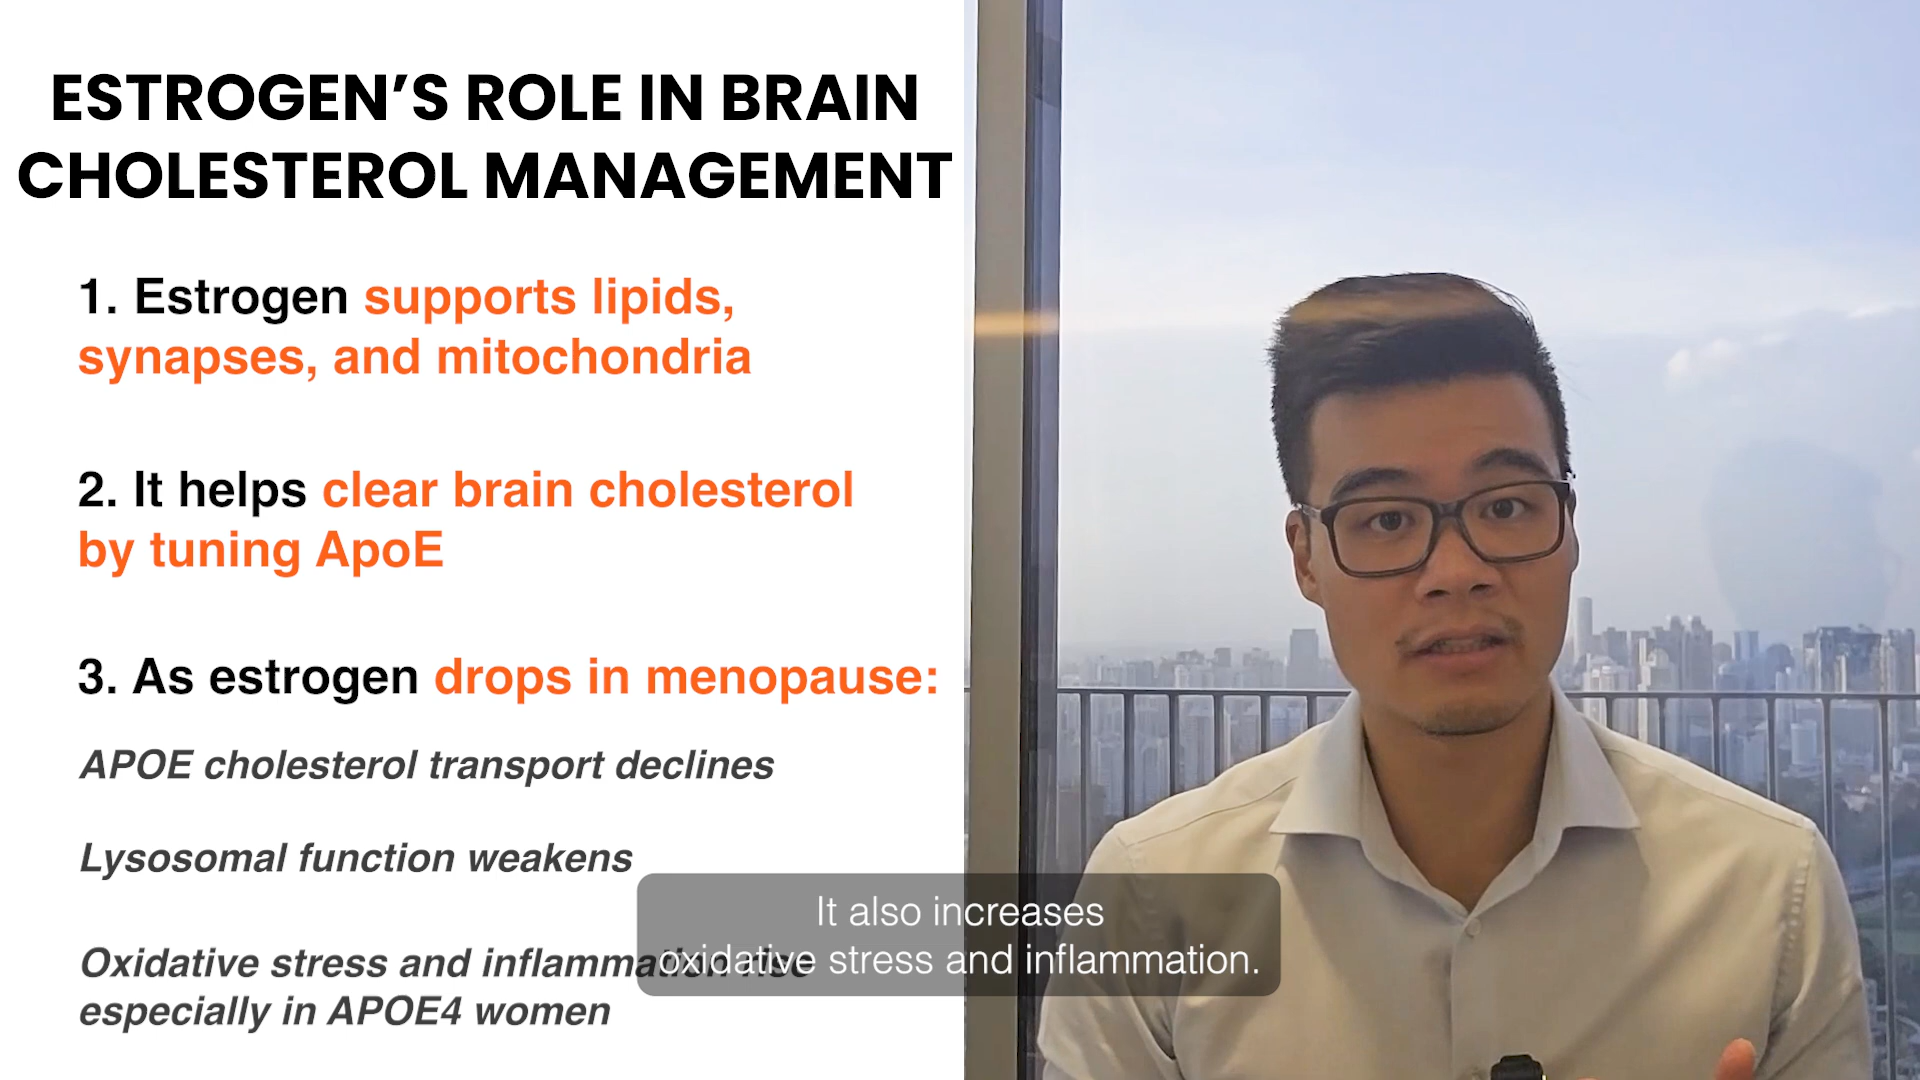 ESTROGEN’S ROLE IN BRAIN
CHOLESTEROL MANAGEMENT
1. Estrogen supports lipids,
synapses, and mitochondria
2. It helps clear brain cholesterol
by tuning ApoE
3. As estrogen drops in menopause:
APOE cholesterol transport declines
Lysosomal function weakens
Oxidative stress and inflammation rise
especially in APOE4 women
It also increases
oxidative stress and inflammation.